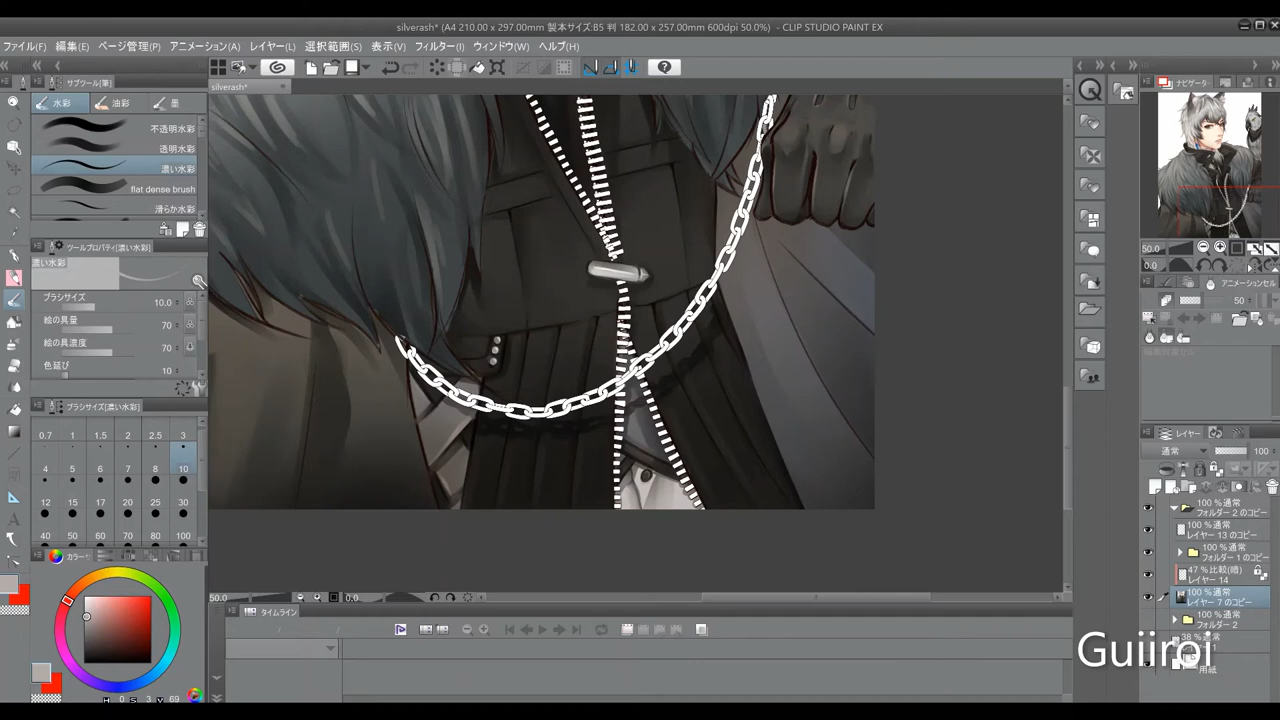 silverash* (A4 210.00 x 297.00mm 製本サイズ:B5 判 182.00 x 257.00mm 600dpi 50.0%) - CLIP STUDIO PAINT EX
ファイル(F) 編集(E) ページ管理(P) アニメーション(A) レイヤー(L) 選択範囲(S) 表示(V) フィルター(I) ウィンドウ(W) ヘルプ(H)
サブツール(筆)
silverash*
ナビゲーター
水彩 油彩 墨
不透明水彩
透明水彩
濃い水彩
flat dense brush
滑らか水彩
ツールプロパティ(濃い水彩)
濃い水彩
ブラシサイズ 10.0
絵の具量 70
絵の具濃度 70
色延び 10
50.0
0.0
アニメーションセル
50
ブラシサイズ(濃い水彩)
0.7 1 1.5 2 2.5 3
4 5 6 7 8 10
12 15 17 20 25 30
40 50 60 70 80 100
レイヤー
通常 100
100 %通常
フォルダー 2 のコピー
100 %通常
レイヤー 13 のコピー
100 %通常
フォルダー 1 のコピー
47 %比較(暗)
レイヤー 14
100 %通常
レイヤー 7 のコピー
100 %通常
フォルダー 2
38 %通常
用紙
50.0 0.0
タイムライン
H 0 S 3 V 69
Guiiroi